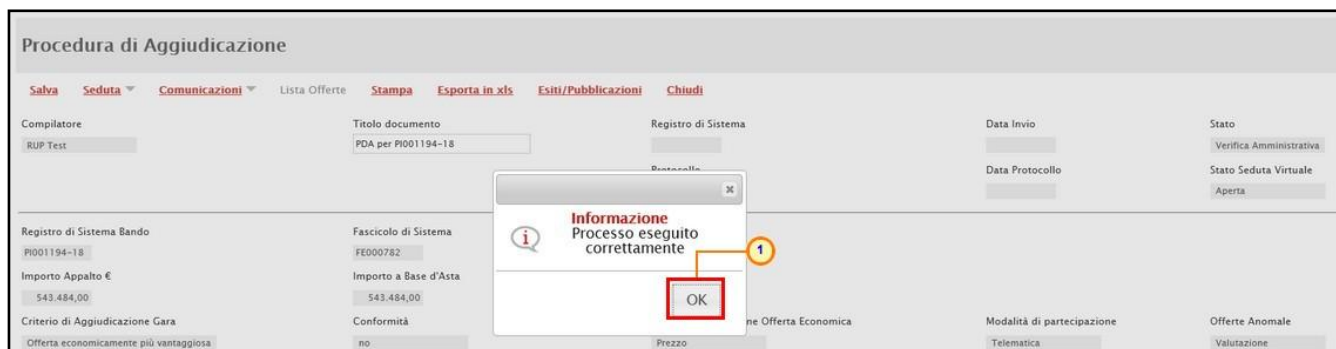 Procedura di Aggiudicazione
Salva Seduta Comunicazioni Lista Offerte Stampa Esporta in xls Esiti/Pubblicazioni Chiudi
Compilatore Titolo documento Registro di Sistema Data Invio Stato
RUP Test PDA per PI001194-18 Verifica Amministrativa
Protocollo Data Protocollo Stato Seduta Virtuale
Aperta
Informazione
Processo eseguito
correttamente
1
OK
Registro di Sistema Bando Fascicolo di Sistema
PI001194-18 FE000782
Importo Appalto € Importo a Base d'Asta
543.484,00 543.484,00
Criterio di Aggiudicazione Gara Conformità ne Offerta Economica Modalità di partecipazione Offerte Anomale
Offerta economicamente più vantaggiosa no Prezzo Telematica Valutazione